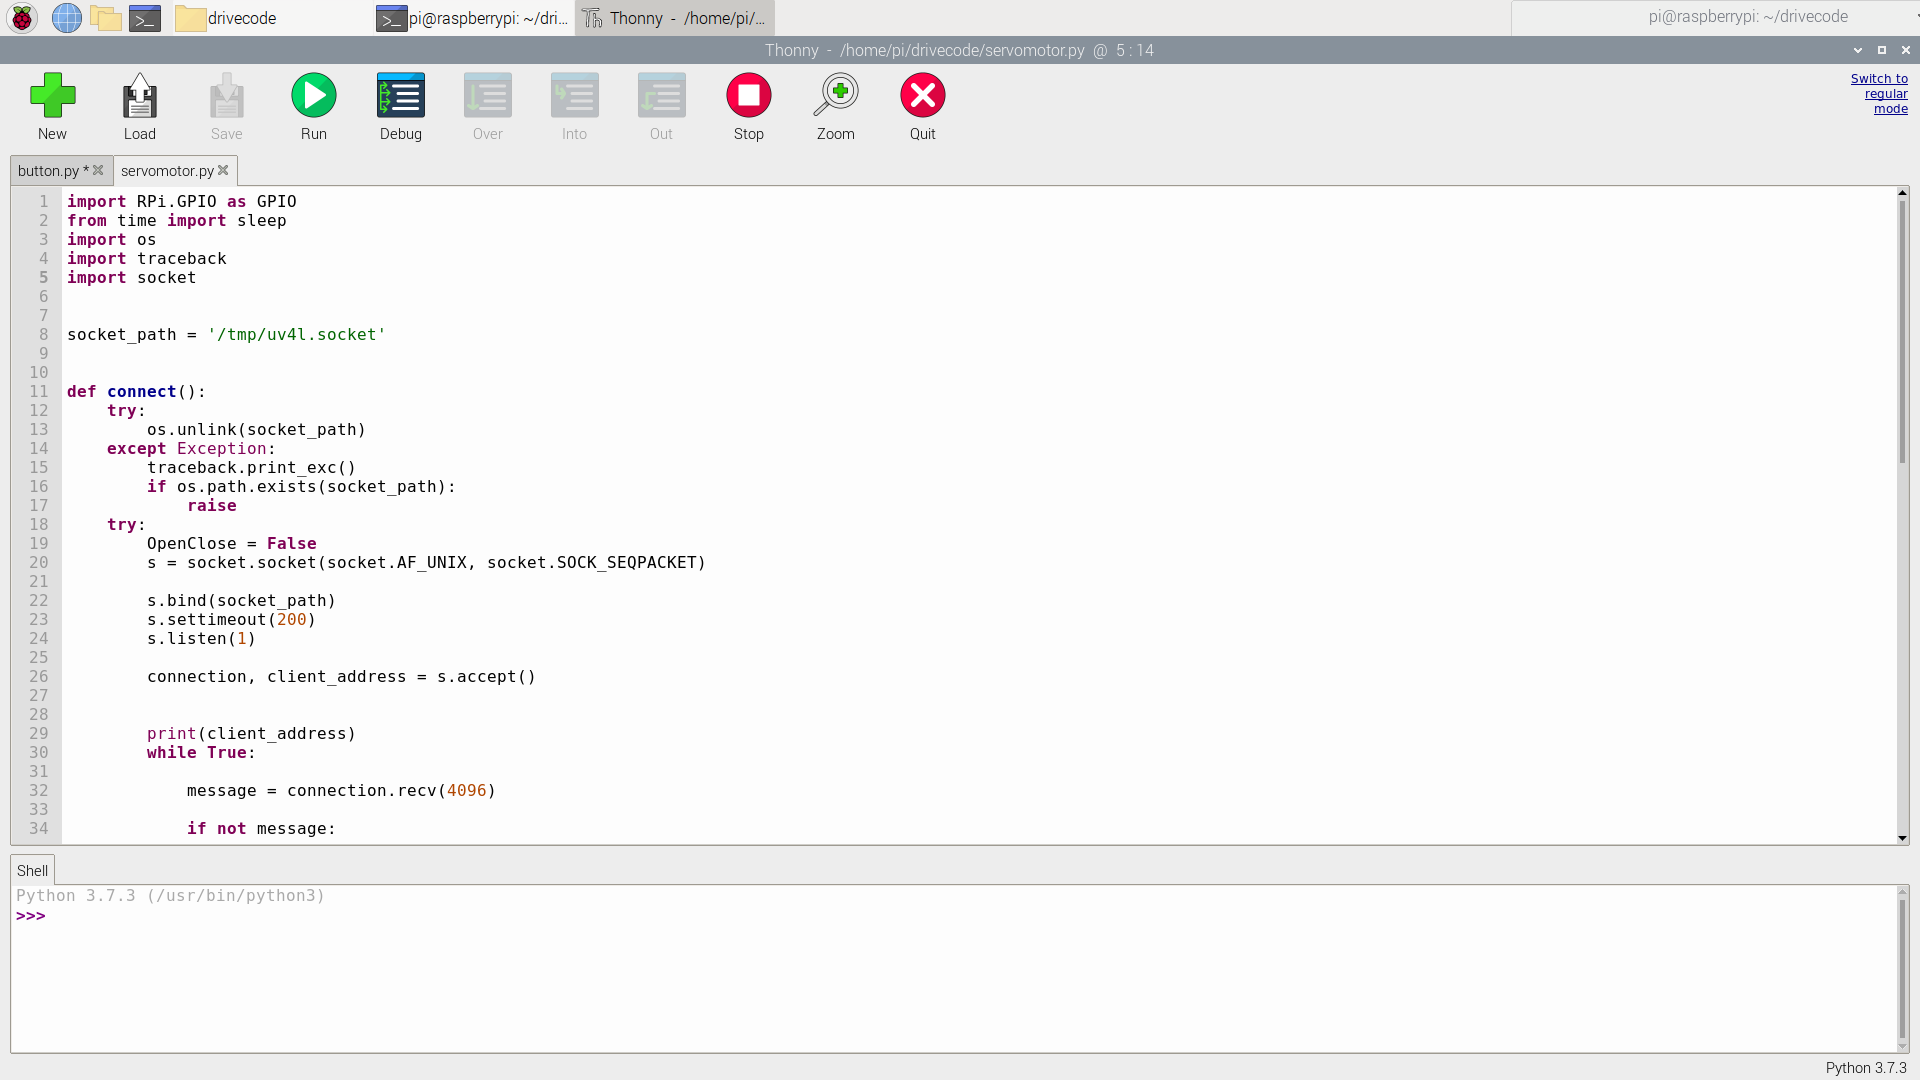 drivecode
pi@raspberrypi: ~/dri...
Thonny - /home/pi/...
pi@raspberrypi: ~/drivecode
Thonny - /home/pi/drivecode/servomotor.py @ 5 : 14
New
Load
Save
Run
Debug
Over
Into
Out
Stop
Zoom
Quit
Switch to
regular
mode
button.py *
servomotor.py
1 import RPi.GPIO as GPIO
2 from time import sleep
3 import os
4 import traceback
5 import socket
6
7
8 socket_path = '/tmp/uv4l.socket'
9
10
11 def connect():
12     try:
13         os.unlink(socket_path)
14     except Exception:
15         traceback.print_exc()
16         if os.path.exists(socket_path):
17             raise
18     try:
19         OpenClose = False
20         s = socket.socket(socket.AF_UNIX, socket.SOCK_SEQPACKET)
21
22         s.bind(socket_path)
23         s.settimeout(200)
24         s.listen(1)
25
26         connection, client_address = s.accept()
27
28
29         print(client_address)
30         while True:
31
32             message = connection.recv(4096)
33
34             if not message:
Shell
Python 3.7.3 (/usr/bin/python3)
>>>
Python 3.7.3